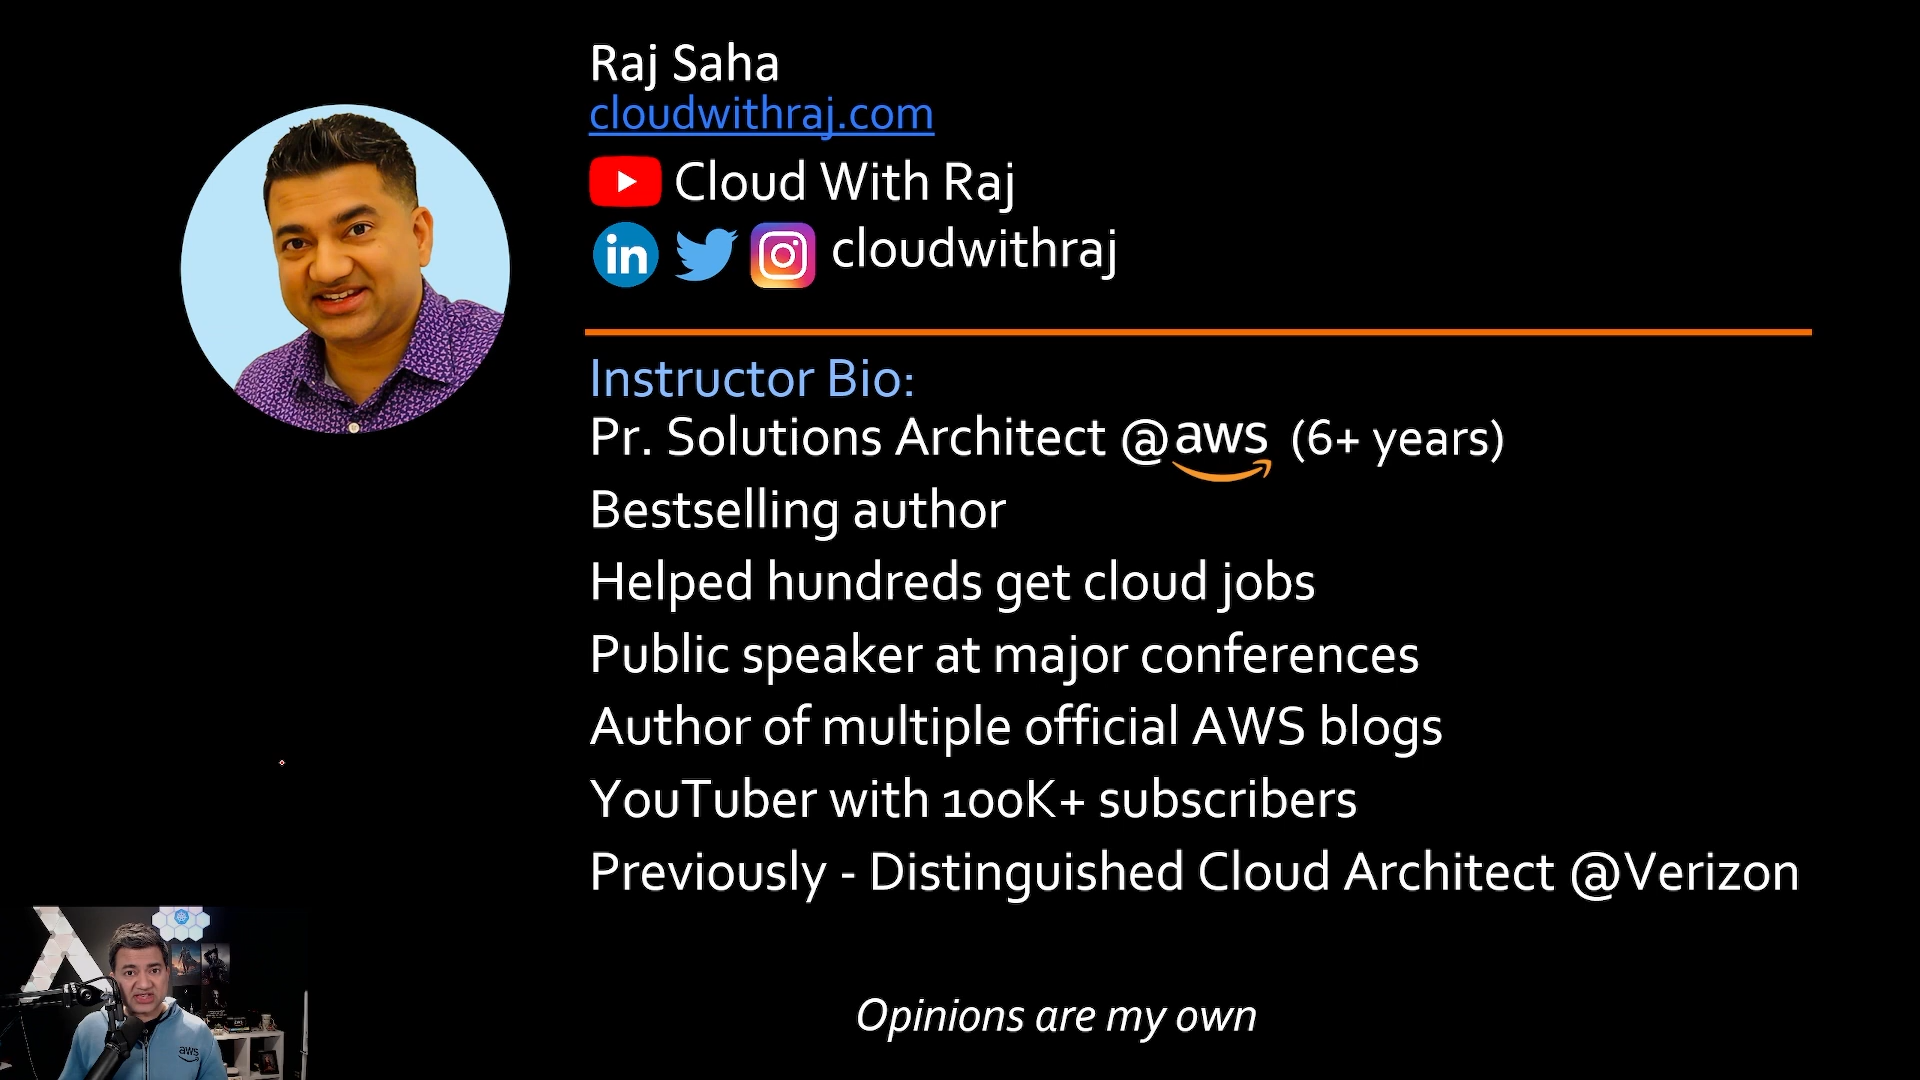 Raj Saha
cloudwithraj.com
Cloud With Raj
in cloudwithraj
Instructor Bio:
Pr. Solutions Architect @aws (6+ years)
Bestselling author
Helped hundreds get cloud jobs
Public speaker at major conferences
Author of multiple official AWS blogs
YouTuber with 100K+ subscribers
Previously - Distinguished Cloud Architect @Verizon
aws
Opinions are my own